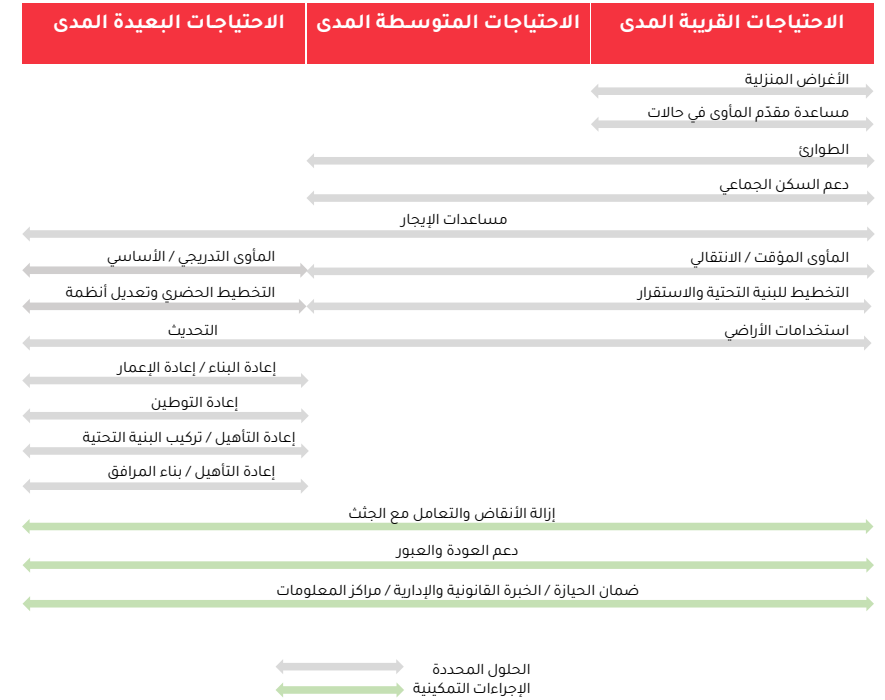 الاحتياجات القريبة المدى
الاحتياجات المتوسطة المدى
الاحتياجات البعيدة المدى
الأغراض المنزلية
مساعدة مقدّم المأوى في حالات
الطوارئ
دعم السكن الجماعي
مساعدات الإيجار
المأوى المؤقت / الانتقالي
المأوى التدريجي / الأساسي
التخطيط للبنية التحتية والاستقرار
التخطيط الحضري وتعديل أنظمة
استخدامات الأراضي
التحديث
إعادة البناء / إعادة الإعمار
إعادة التوطين
إعادة التأهيل / تركيب البنية التحتية
إعادة التأهيل / بناء المرافق
إزالة الأنقاض والتعامل مع الجثث
دعم العودة والعبور
ضمان الحيازة / الخبرة القانونية والإدارية / مراكز المعلومات
الحلول المحددة
الإجراءات التمكينية